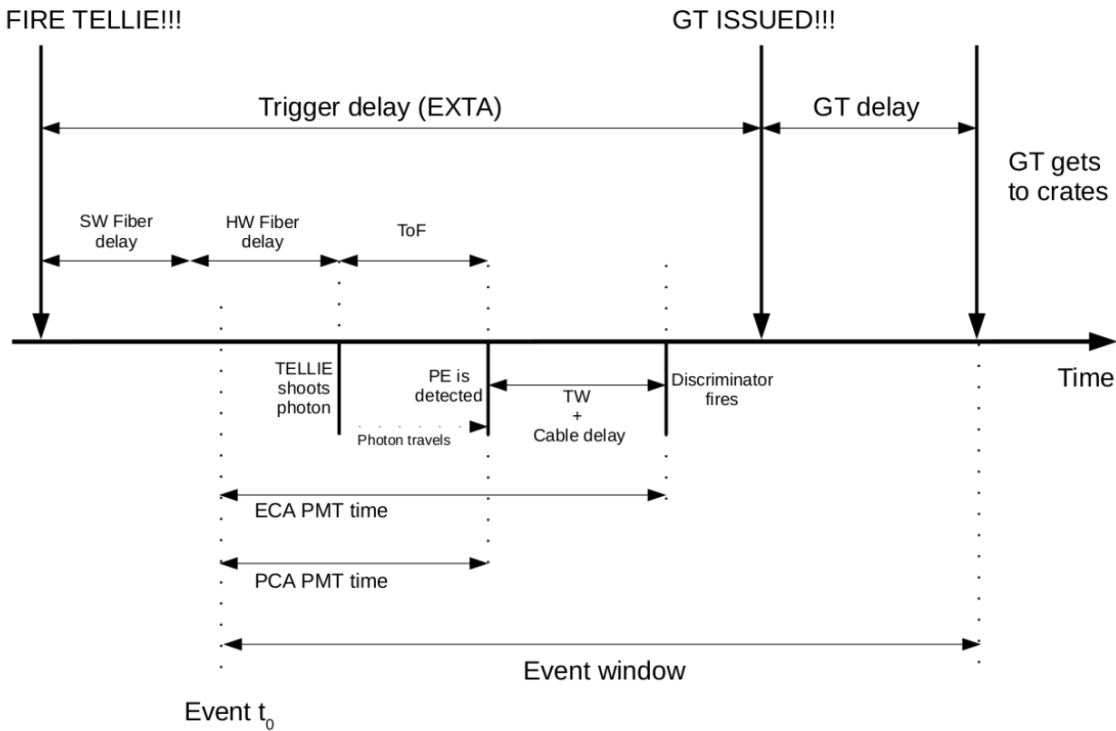 FIRE TELLIE!!!
GT ISSUED!!!
Trigger delay (EXTA)
GT delay
GT gets
to crates
SW Fiber
delay
HW Fiber
delay
ToF
Time
TELLIE
shoots
photon
PE is
detected
Photon travels
TW
+
Cable delay
Discriminator
fires
ECA PMT time
PCA PMT time
Event window
Event t0